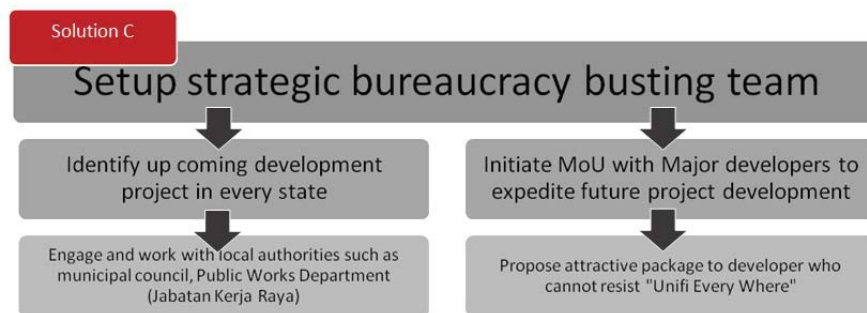 Solution C
Setup strategic bureaucracy busting team
Identify up coming development
project in every state
Initiate MoU with Major developers to
expedite future project development
Engage and work with local authorities such as
municipal council, Public Works Department
(Jabatan Kerja Raya)
Propose attractive package to developer who
cannot resist "Unifi Every Where"